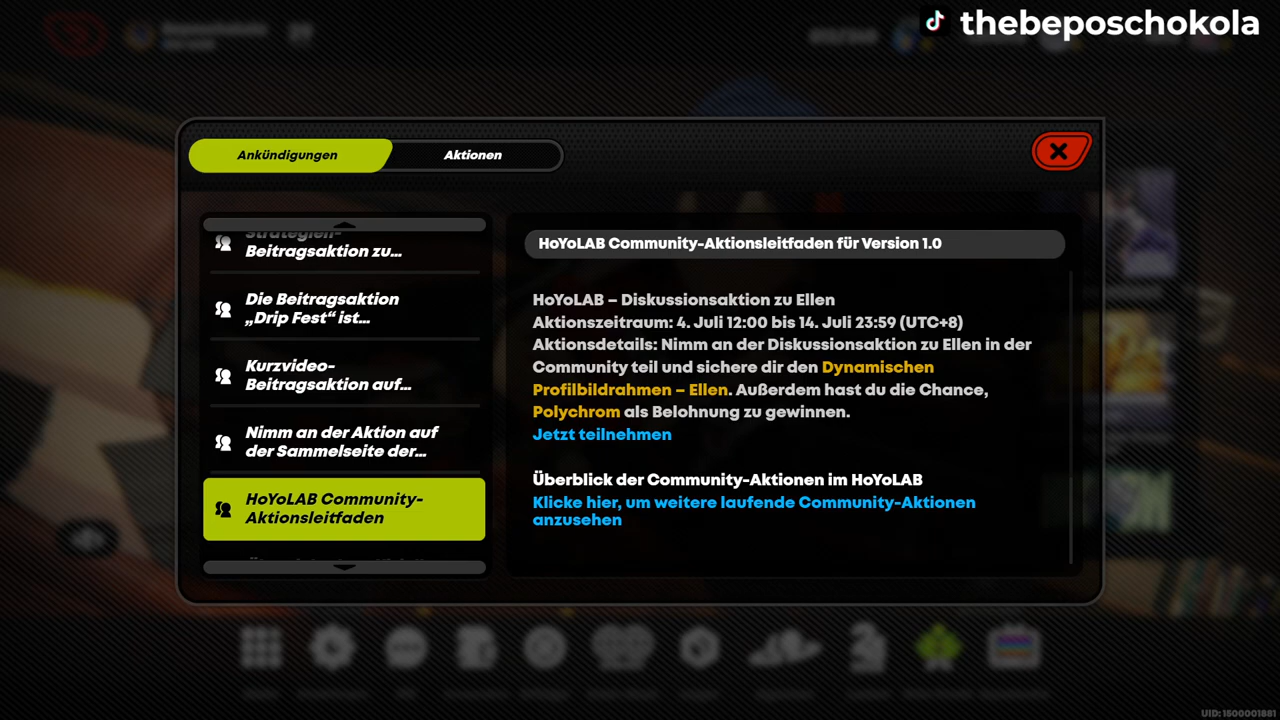 thebeposchokola
Ankündigungen
Aktionen
Strategien-
Beitragsaktion zu...
Die Beitragsaktion
„Drip Fest“ ist...
Kurzvideo-
Beitragsaktion auf...
Nimm an der Aktion auf
der Sammelseite der...
HoYoLAB Community-
Aktionsleitfaden
HoYoLAB Community-Aktionsleitfaden für Version 1.0
HoYoLAB – Diskussionsaktion zu Ellen
Aktionszeitraum: 4. Juli 12:00 bis 14. Juli 23:59 (UTC+8)
Aktionsdetails: Nimm an der Diskussionsaktion zu Ellen in der
Community teil und sichere dir den Dynamischen
Profilbildrahmen – Ellen. Außerdem hast du die Chance,
Polychrom als Belohnung zu gewinnen.
Jetzt teilnehmen
Überblick der Community-Aktionen im HoYoLAB
Klicke hier, um weitere laufende Community-Aktionen
anzusehen
UID: 1500001881